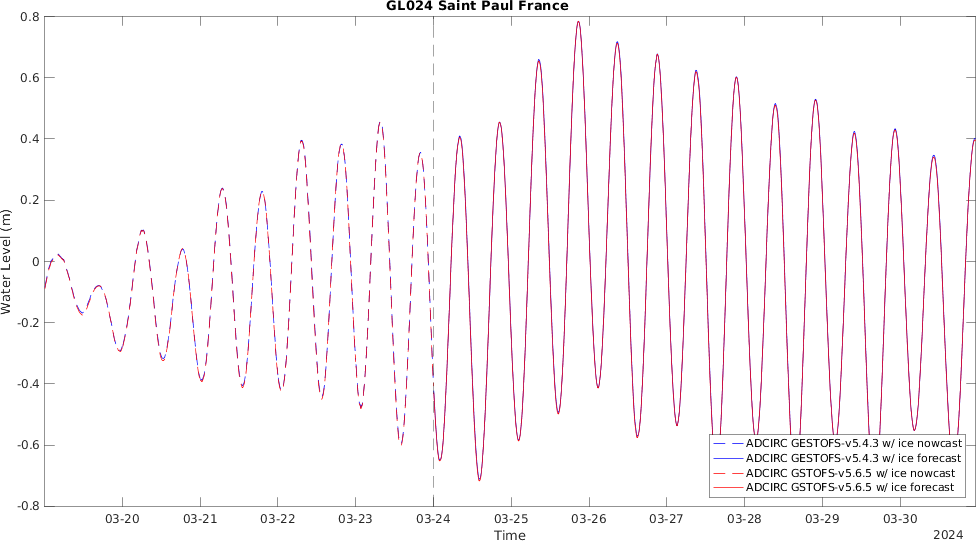 GL024 Saint Paul France
0.8
0.6
0.4
0.2
0
-0.2
-0.4
-0.6
-0.8
Water Level (m)
ADCIRC GESTOFS-v5.4.3 w/ ice nowcast
ADCIRC GESTOFS-v5.4.3 w/ ice forecast
ADCIRC GSTOFS-v5.6.5 w/ ice nowcast
ADCIRC GSTOFS-v5.6.5 w/ ice forecast
03-20 03-21 03-22 03-23 03-24 03-25 03-26 03-27 03-28 03-29 03-30
Time
2024